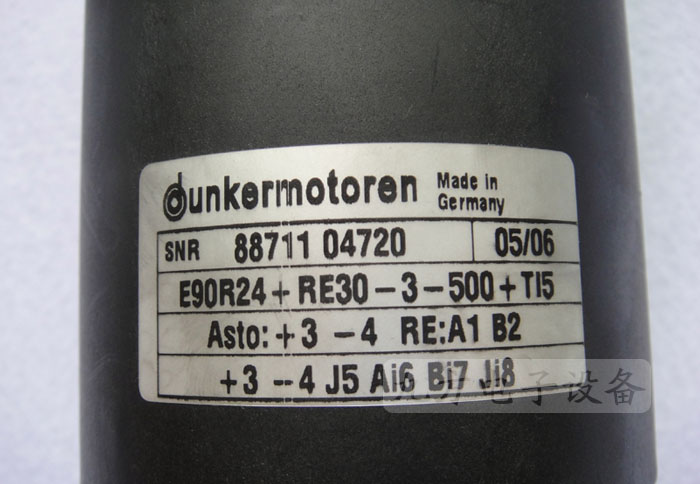 dunkermotoren Made in Germany
SNR 88711 04720 05/06
E90R24+RE30-3-500+TI5
Asto: +3 -4 RE:A1 B2
+3 --4 J5 Ai6 Bi7 Ji8
电子设备